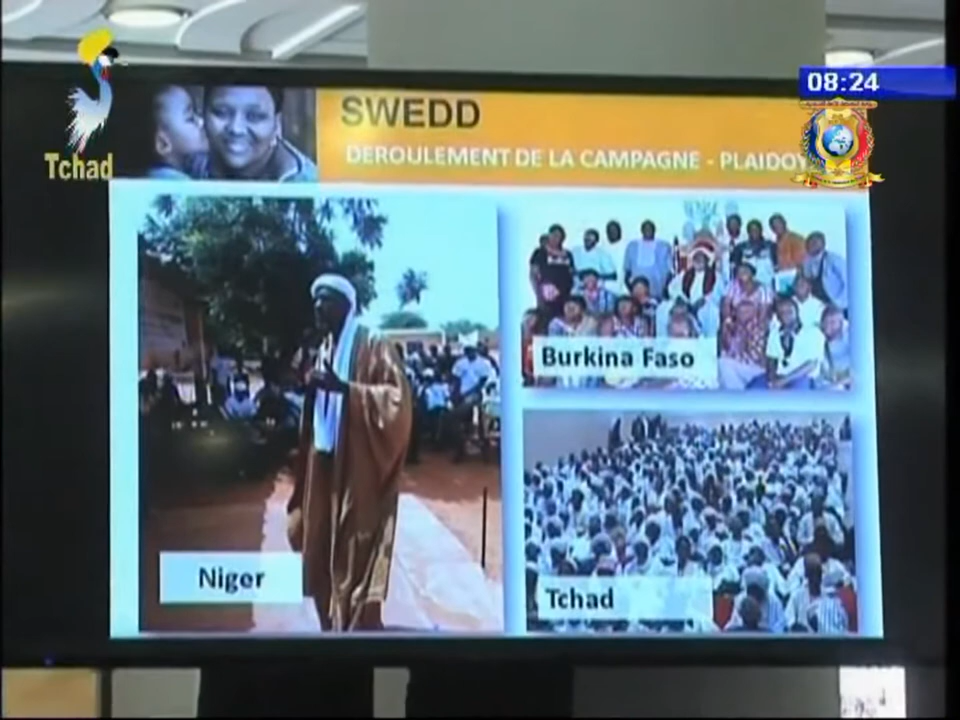 Tchad
08:24
SWEDD
DEROULEMENT DE LA CAMPAGNE - PLAIDOY
Niger
Burkina Faso
Tchad